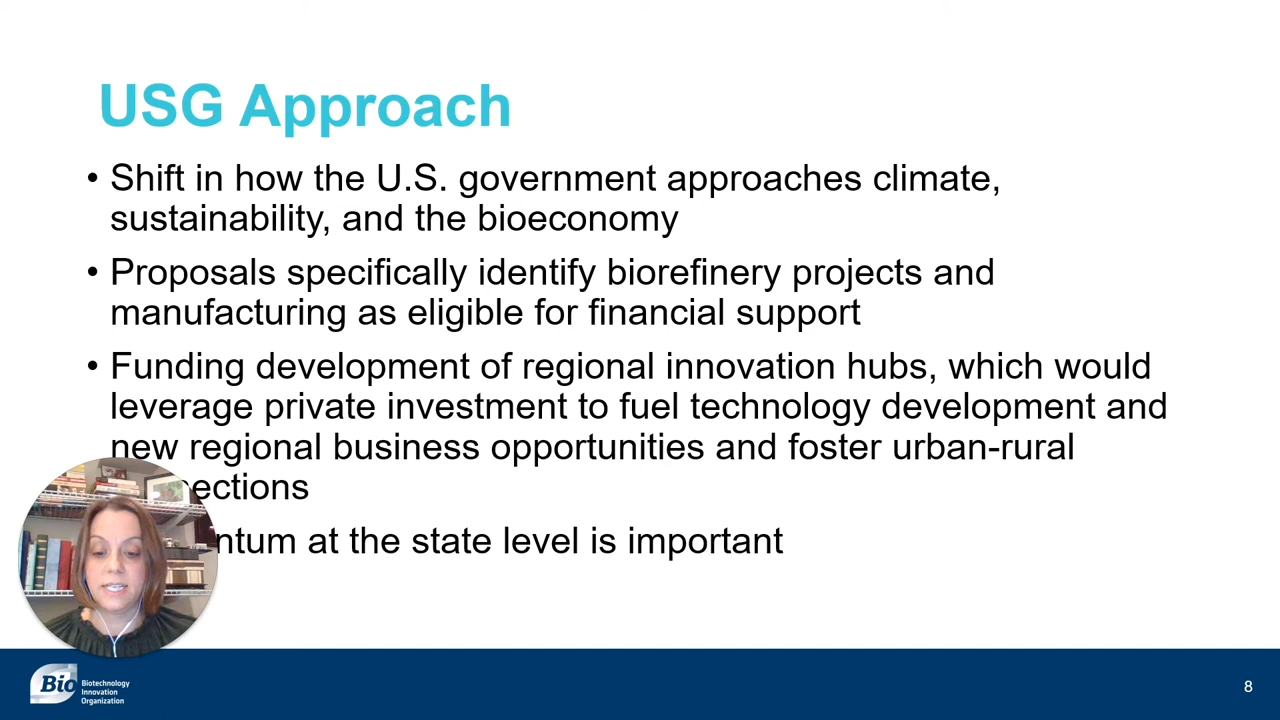 USG Approach
• Shift in how the U.S. government approaches climate,
sustainability, and the bioeconomy
• Proposals specifically identify biorefinery projects and
manufacturing as eligible for financial support
• Funding development of regional innovation hubs, which would
leverage private investment to fuel technology development and
new regional business opportunities and foster urban-rural
ections
ntum at the state level is important
Bio Biotechnology
Innovation
Organization
8